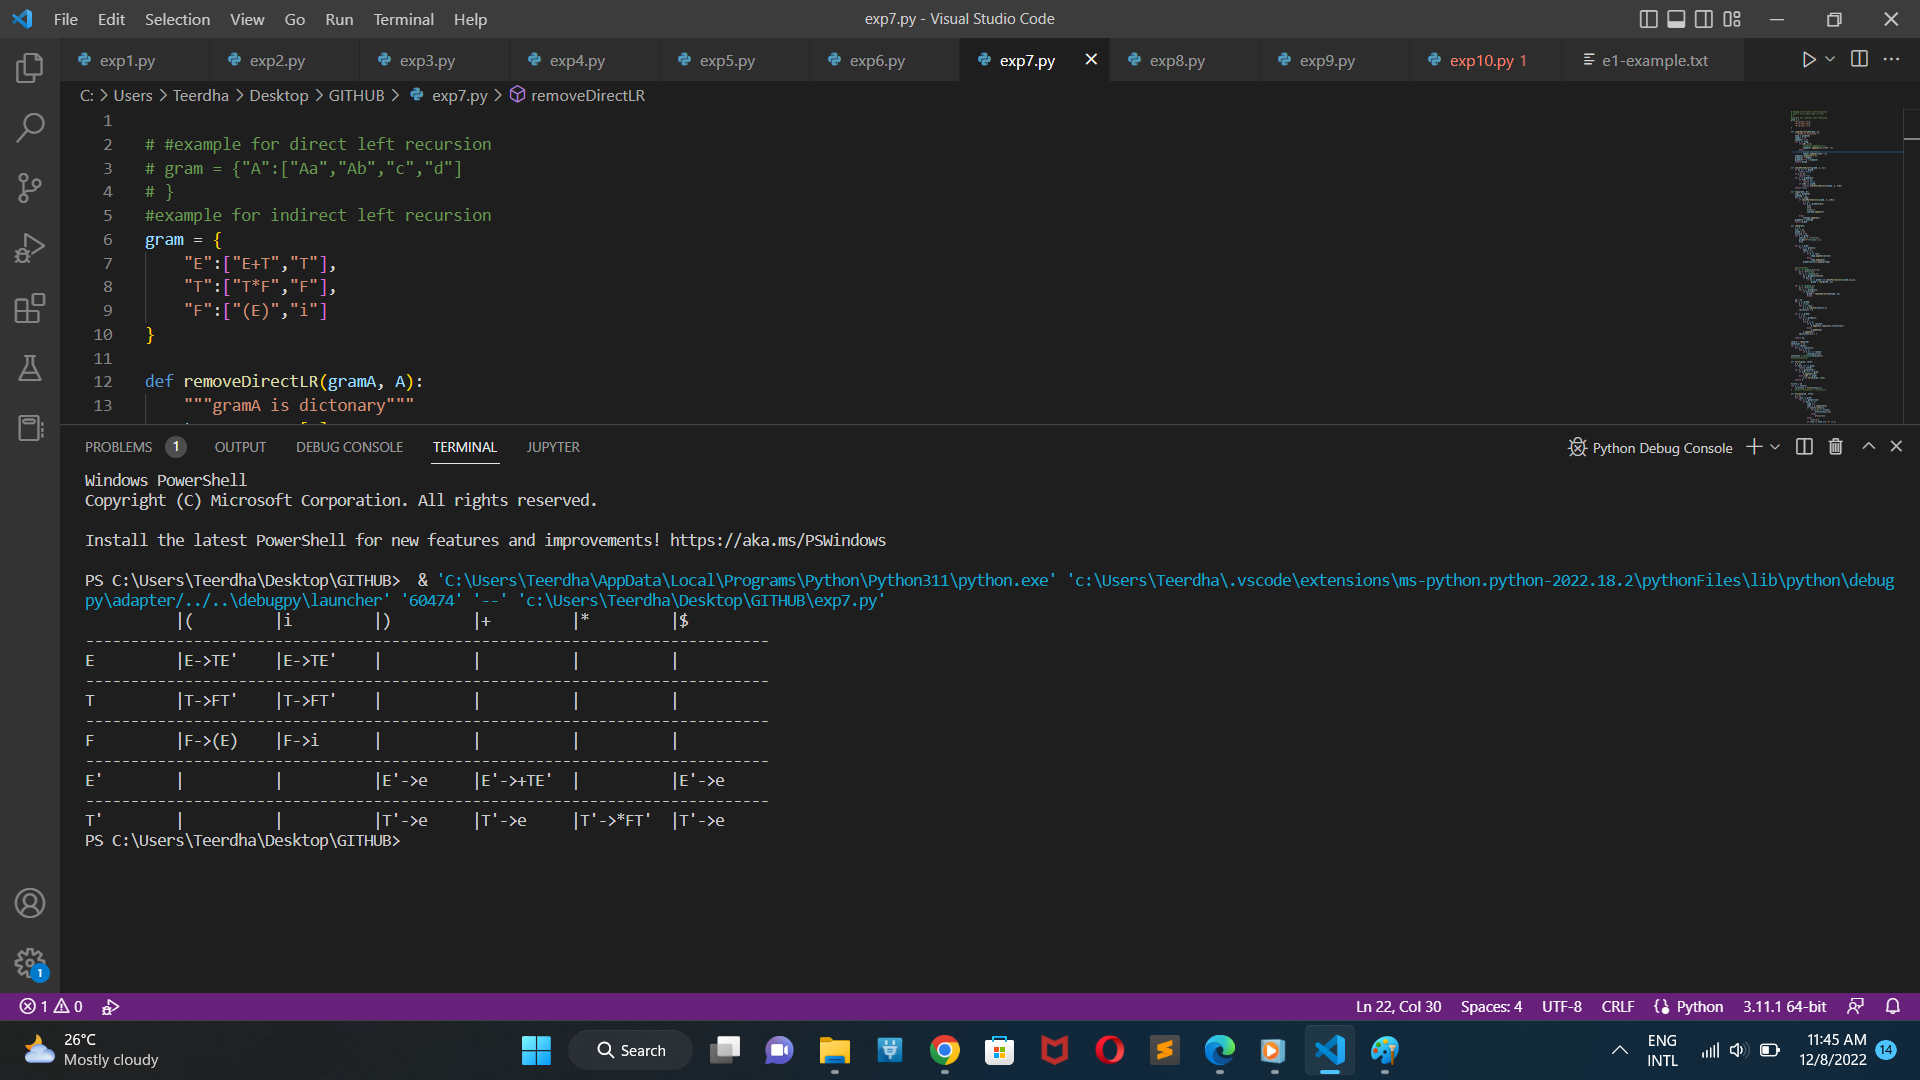 File Edit Selection View Go Run Terminal Help
exp7.py - Visual Studio Code
exp1.py exp2.py exp3.py exp4.py exp5.py exp6.py exp7.py exp8.py exp9.py exp10.py 1 e1-example.txt
C: > Users > Teerdha > Desktop > GITHUB > exp7.py > removeDirectLR
1
2 # #example for direct left recursion
3 # gram = {"A":["Aa","Ab","c","d"]
4 # }
5 #example for indirect left recursion
6 gram = {
7 "E":["E+T","T"],
8 "T":["T*F","F"],
9 "F":["(E)","i"]
10 }
11
12 def removeDirectLR(gramA, A):
13 """gramA is dictonary"""
PROBLEMS 1 OUTPUT DEBUG CONSOLE TERMINAL JUPYTER
Python Debug Console
Windows PowerShell
Copyright (C) Microsoft Corporation. All rights reserved.
Install the latest PowerShell for new features and improvements! https://aka.ms/PSWindows
PS C:\Users\Teerdha\Desktop\GITHUB>  & 'C:\Users\Teerdha\AppData\Local\Programs\Python\Python311\python.exe' 'c:\Users\Teerdha\.vscode\extensions\ms-python.python-2022.18.2\pythonFiles\lib\python\debug
py\adapter/../..\debugpy\launcher' '60474' '--' 'c:\Users\Teerdha\Desktop\GITHUB\exp7.py'
          |(         |i         |)         |+         |*         |$
----------------------------------------------------------------------------
E         |E->TE'    |E->TE'    |          |          |          |
----------------------------------------------------------------------------
T         |T->FT'    |T->FT'    |          |          |          |
----------------------------------------------------------------------------
F         |F->(E)    |F->i      |          |          |          |
----------------------------------------------------------------------------
E'        |          |          |E'->e     |E'->+TE'  |          |E'->e
----------------------------------------------------------------------------
T'        |          |          |T'->e     |T'->e     |T'->*FT'  |T'->e
PS C:\Users\Teerdha\Desktop\GITHUB>
1
1 0
Ln 22, Col 30 Spaces: 4 UTF-8 CRLF Python 3.11.1 64-bit
26°C
Mostly cloudy
Search
ENG
INTL
11:45 AM
12/8/2022
14